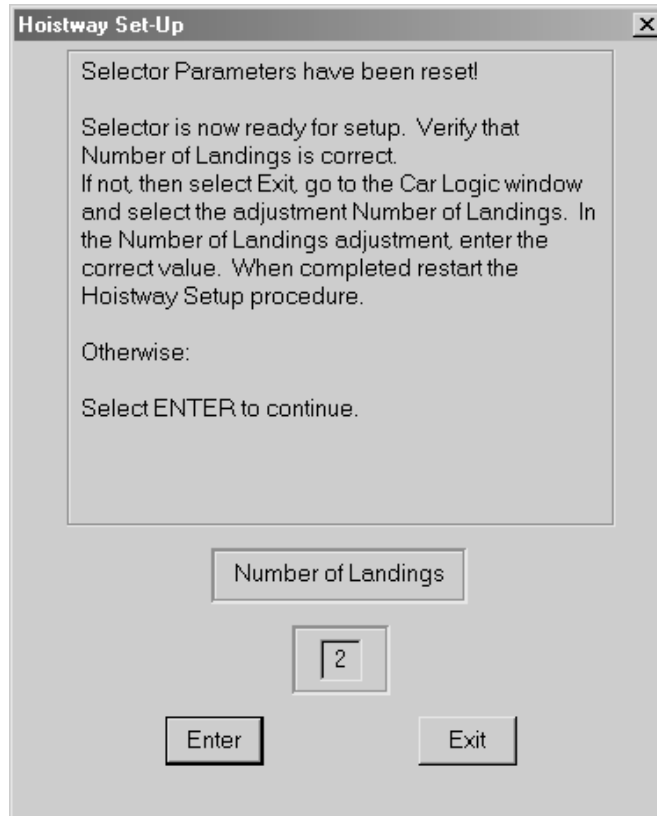 Hoistway Set-Up
Selector Parameters have been reset!
Selector is now ready for setup. Verify that
Number of Landings is correct.
If not, then select Exit, go to the Car Logic window
and select the adjustment Number of Landings. In
the Number of Landings adjustment, enter the
correct value. When completed restart the
Hoistway Setup procedure.
Otherwise:
Select ENTER to continue.
Number of Landings
2
Enter
Exit